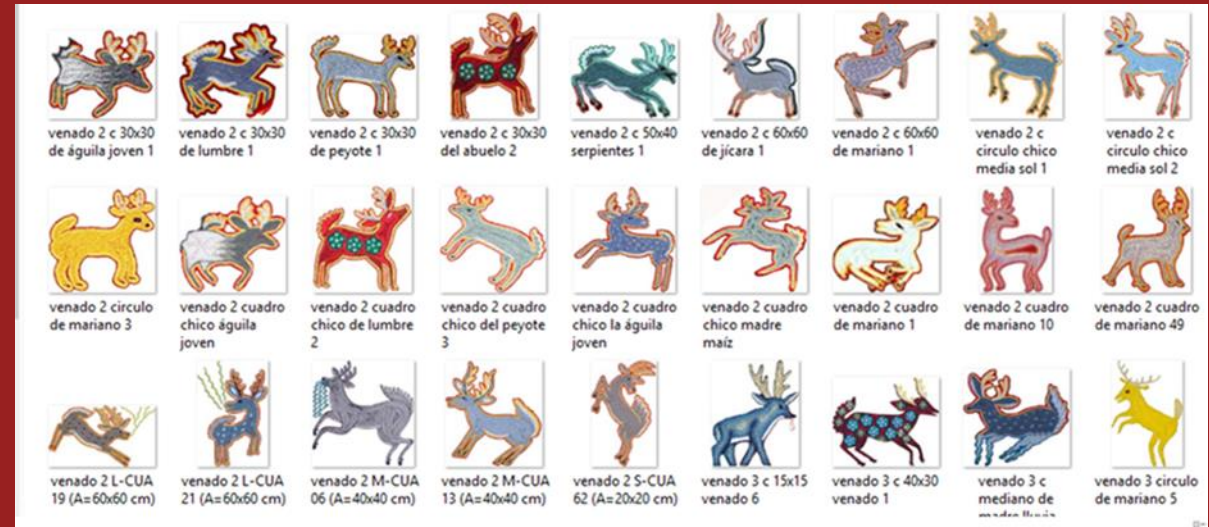 venado 2 c 30x30
de águila joven 1
venado 2 c 30x30
de lumbre 1
venado 2 c 30x30
de peyote 1
venado 2 c 30x30
del abuelo 2
venado 2 c 50x40
serpientes 1
venado 2 c 60x60
de jícara 1
venado 2 c 60x60
de mariano 1
venado 2 c
circulo chico
media sol 1
venado 2 c
circulo chico
media sol 2
venado 2 circulo
de mariano 3
venado 2 cuadro
chico águila
joven
venado 2 cuadro
chico de lumbre
2
venado 2 cuadro
chico del peyote
3
venado 2 cuadro
chico la águila
joven
venado 2 cuadro
chico madre
maíz
venado 2 cuadro
de mariano 1
venado 2 cuadro
de mariano 10
venado 2 cuadro
de mariano 49
venado 2 L-CUA
19 (A=60x60 cm)
venado 2 L-CUA
21 (A=60x60 cm)
venado 2 M-CUA
06 (A=40x40 cm)
venado 2 M-CUA
13 (A=40x40 cm)
venado 2 S-CUA
62 (A=20x20 cm)
venado 3 c 15x15
venado 6
venado 3 c 40x30
venado 1
venado 3 c
mediano de
madre lluvia
venado 3 circulo
de mariano 5